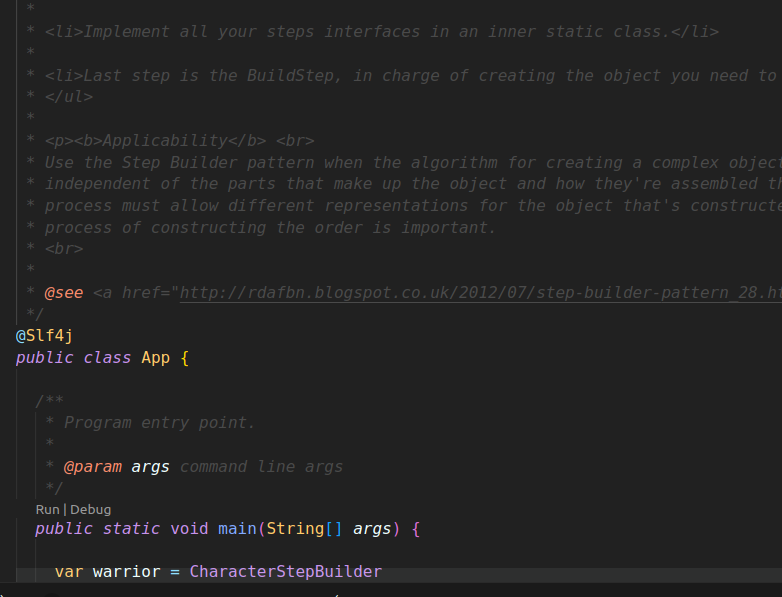 *
* <li>Implement all your steps interfaces in an inner static class.</li>
*
* <li>Last step is the BuildStep, in charge of creating the object you need to
* </ul>
*
* <p><b>Applicability</b> <br>
* Use the Step Builder pattern when the algorithm for creating a complex object
* independent of the parts that make up the object and how they're assembled
* process must allow different representations for the object that's
* process of constructing the order is important.
* <br>
*
* @see <a href="http://rdafbn.blogspot.co.uk/2012/07/step-builder-pattern_28.ht
*/
@Slf4j
public class App {
/**
* Program entry point.
*
* @param args command line args
*/
Run | Debug
public static void main(String[] args) {
var warrior = CharacterStepBuilder